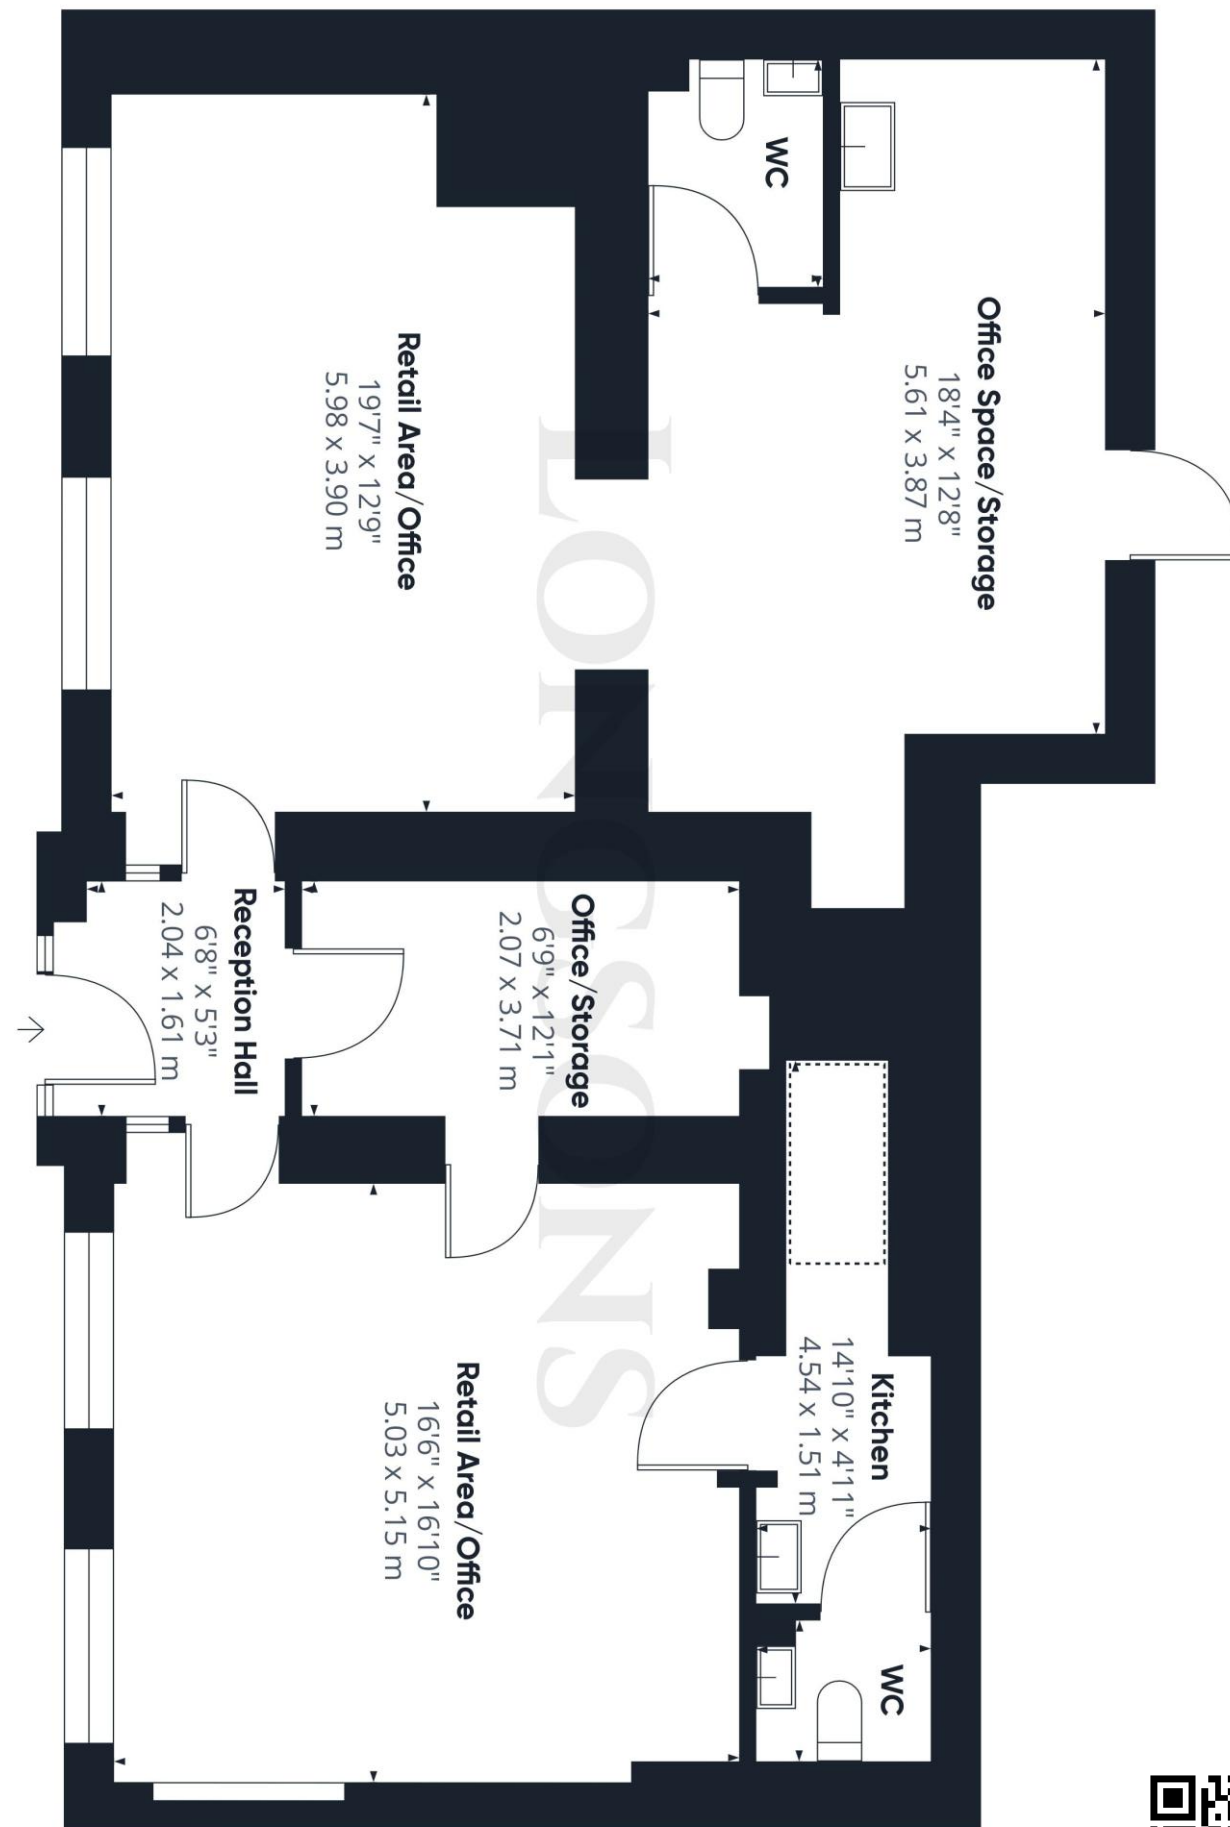 WC
Office Space/Storage
18'4" x 12'8"
5.61 x 3.87 m
Retail Area/Office
19'7" x 12'9"
5.98 x 3.90 m
Office/Storage
6'9" x 12'1"
2.07 x 3.71 m
Reception Hall
6'8" x 5'3"
2.04 x 1.61 m
Kitchen
14'10" x 4'11"
4.54 x 1.51 m
Retail Area/Office
16'6" x 16'10"
5.03 x 5.15 m
WC
LONGSONS